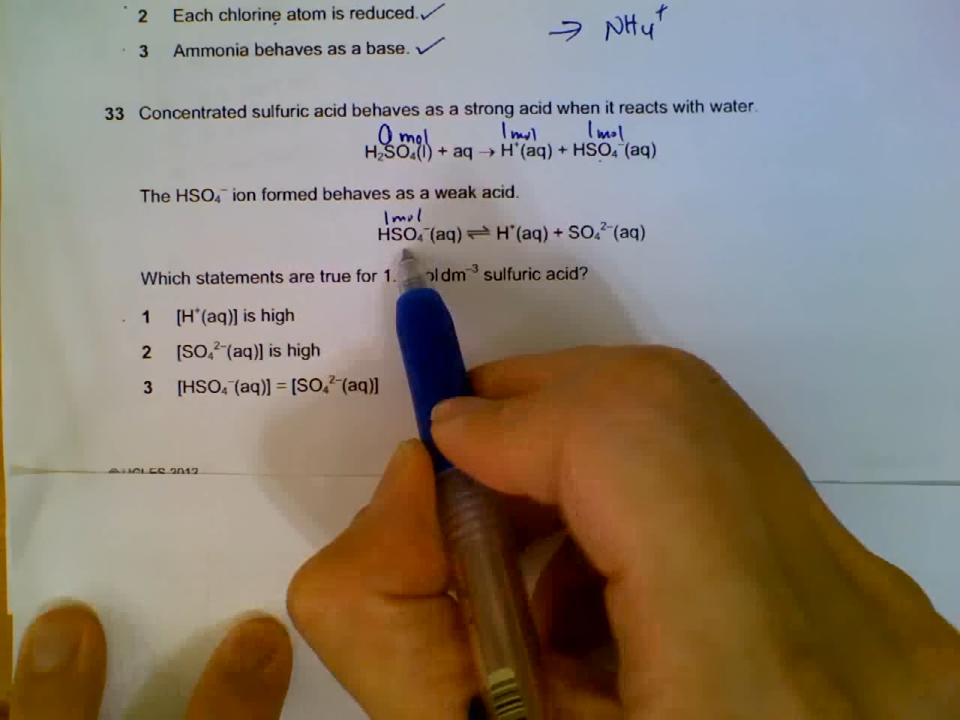 2 Each chlorine atom is reduced. ✓
3 Ammonia behaves as a base. ✓
→ NH₄⁺
33 Concentrated sulfuric acid behaves as a strong acid when it reacts with water.
0 mol 1 mol 1 mol
H₂SO₄(l) + aq → H⁺(aq) + HSO₄⁻(aq)
The HSO₄⁻ ion formed behaves as a weak acid.
1 mol
HSO₄⁻(aq) ⇌ H⁺(aq) + SO₄²⁻(aq)
Which statements are true for 1. dm⁻³ sulfuric acid?
1 [H⁺(aq)] is high
2 [SO₄²⁻(aq)] is high
3 [HSO₄⁻(aq)] = [SO₄²⁻(aq)]